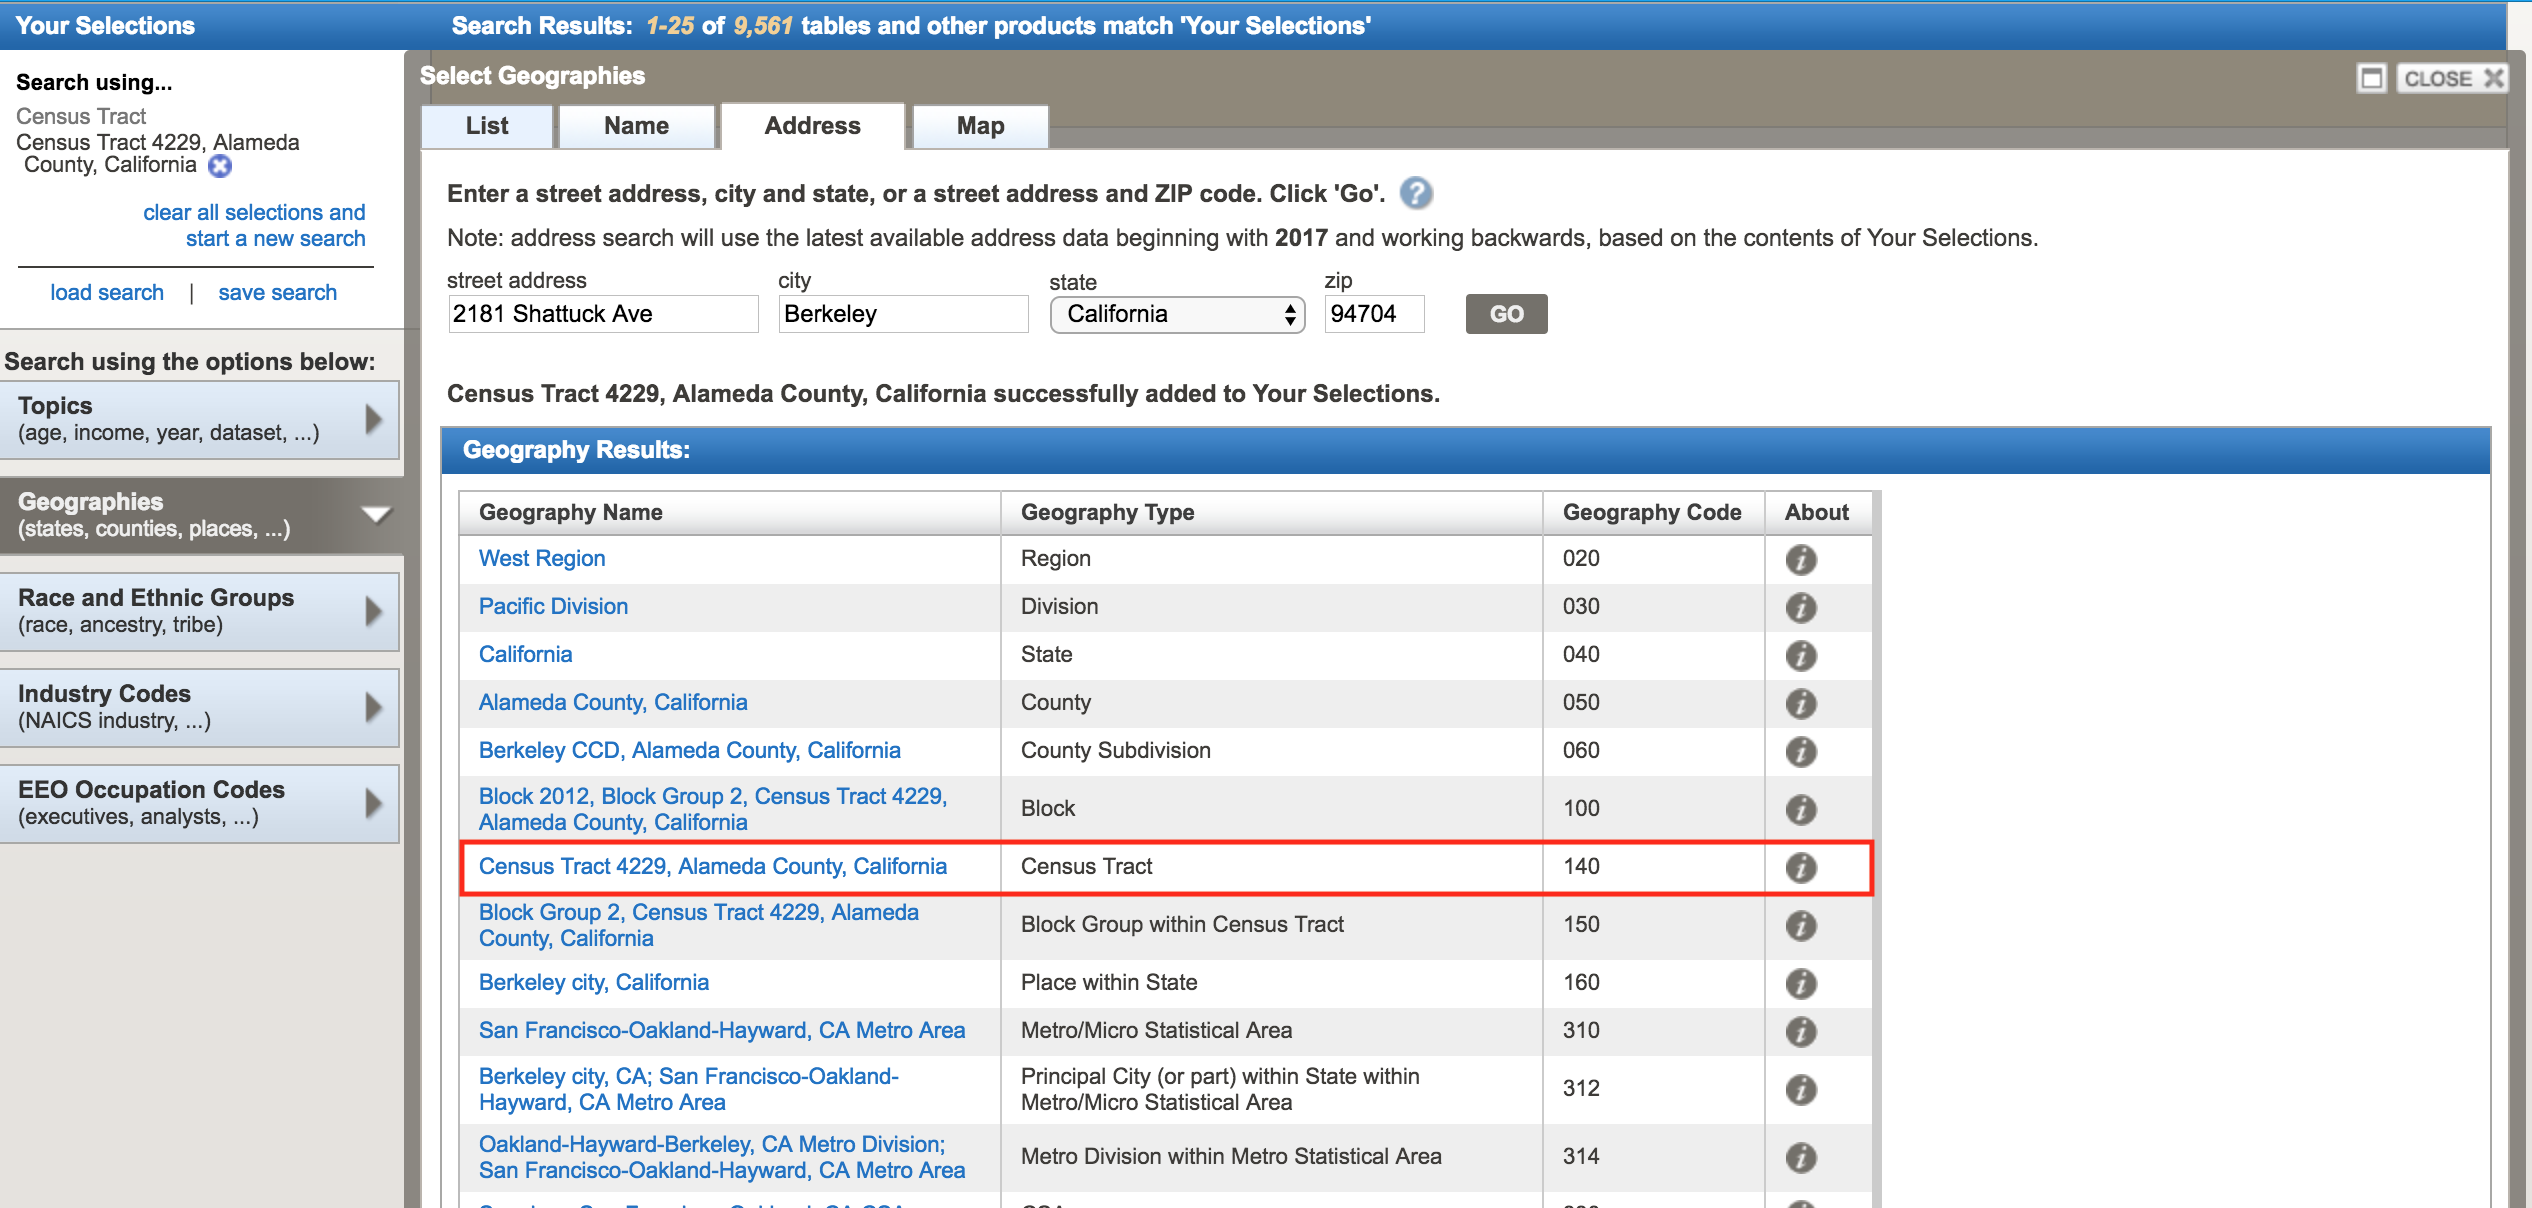 Your Selections
Search Results: 1-25 of 9,561 tables and other products match 'Your Selections'
Search using...
Census Tract
Census Tract 4229, Alameda
County, California
clear all selections and
start a new search
load search | save search
Search using the options below:
Topics
(age, income, year, dataset, ...)
Geographies
(states, counties, places, ...)
Race and Ethnic Groups
(race, ancestry, tribe)
Industry Codes
(NAICS industry, ...)
EEO Occupation Codes
(executives, analysts, ...)
Select Geographies
CLOSE
List Name Address Map
Enter a street address, city and state, or a street address and ZIP code. Click 'Go'. ?
Note: address search will use the latest available address data beginning with 2017 and working backwards, based on the contents of Your Selections.
street address city state zip
2181 Shattuck Ave Berkeley California 94704 GO
Census Tract 4229, Alameda County, California successfully added to Your Selections.
Geography Results:
Geography Name Geography Type Geography Code About
West Region Region 020 i
Pacific Division Division 030 i
California State 040 i
Alameda County, California County 050 i
Berkeley CCD, Alameda County, California County Subdivision 060 i
Block 2012, Block Group 2, Census Tract 4229,
Alameda County, California Block 100 i
Census Tract 4229, Alameda County, California Census Tract 140 i
Block Group 2, Census Tract 4229, Alameda
County, California Block Group within Census Tract 150 i
Berkeley city, California Place within State 160 i
San Francisco-Oakland-Hayward, CA Metro Area Metro/Micro Statistical Area 310 i
Berkeley city, CA; San Francisco-Oakland-
Hayward, CA Metro Area Principal City (or part) within State within
Metro/Micro Statistical Area 312 i
Oakland-Hayward-Berkeley, CA Metro Division;
San Francisco-Oakland-Hayward, CA Metro Area Metro Division within Metro Statistical Area 314 i